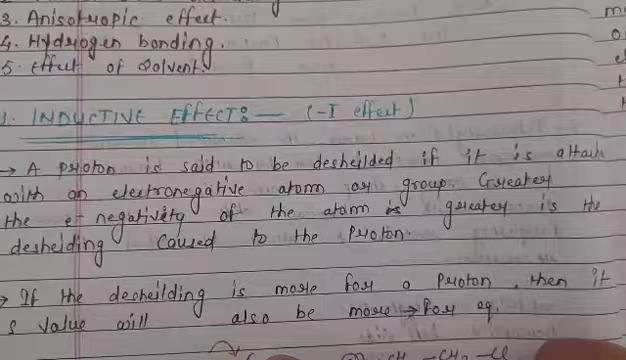 3. Anisotropic effect.
4. Hydrogen bonding.
5. Effect of Solvent.
1. INDUCTIVE EFFECT:— (-I effect)
→ A proton is said to be desheilded if it is attach
with an electronegative atom or group. Greater
the e⁻ negativity of the atom is greater is the
desheiding caused to the proton.
→ If the desheilding is more for a proton, then it
s value will also be more → For eg.
CH₂ - Cl